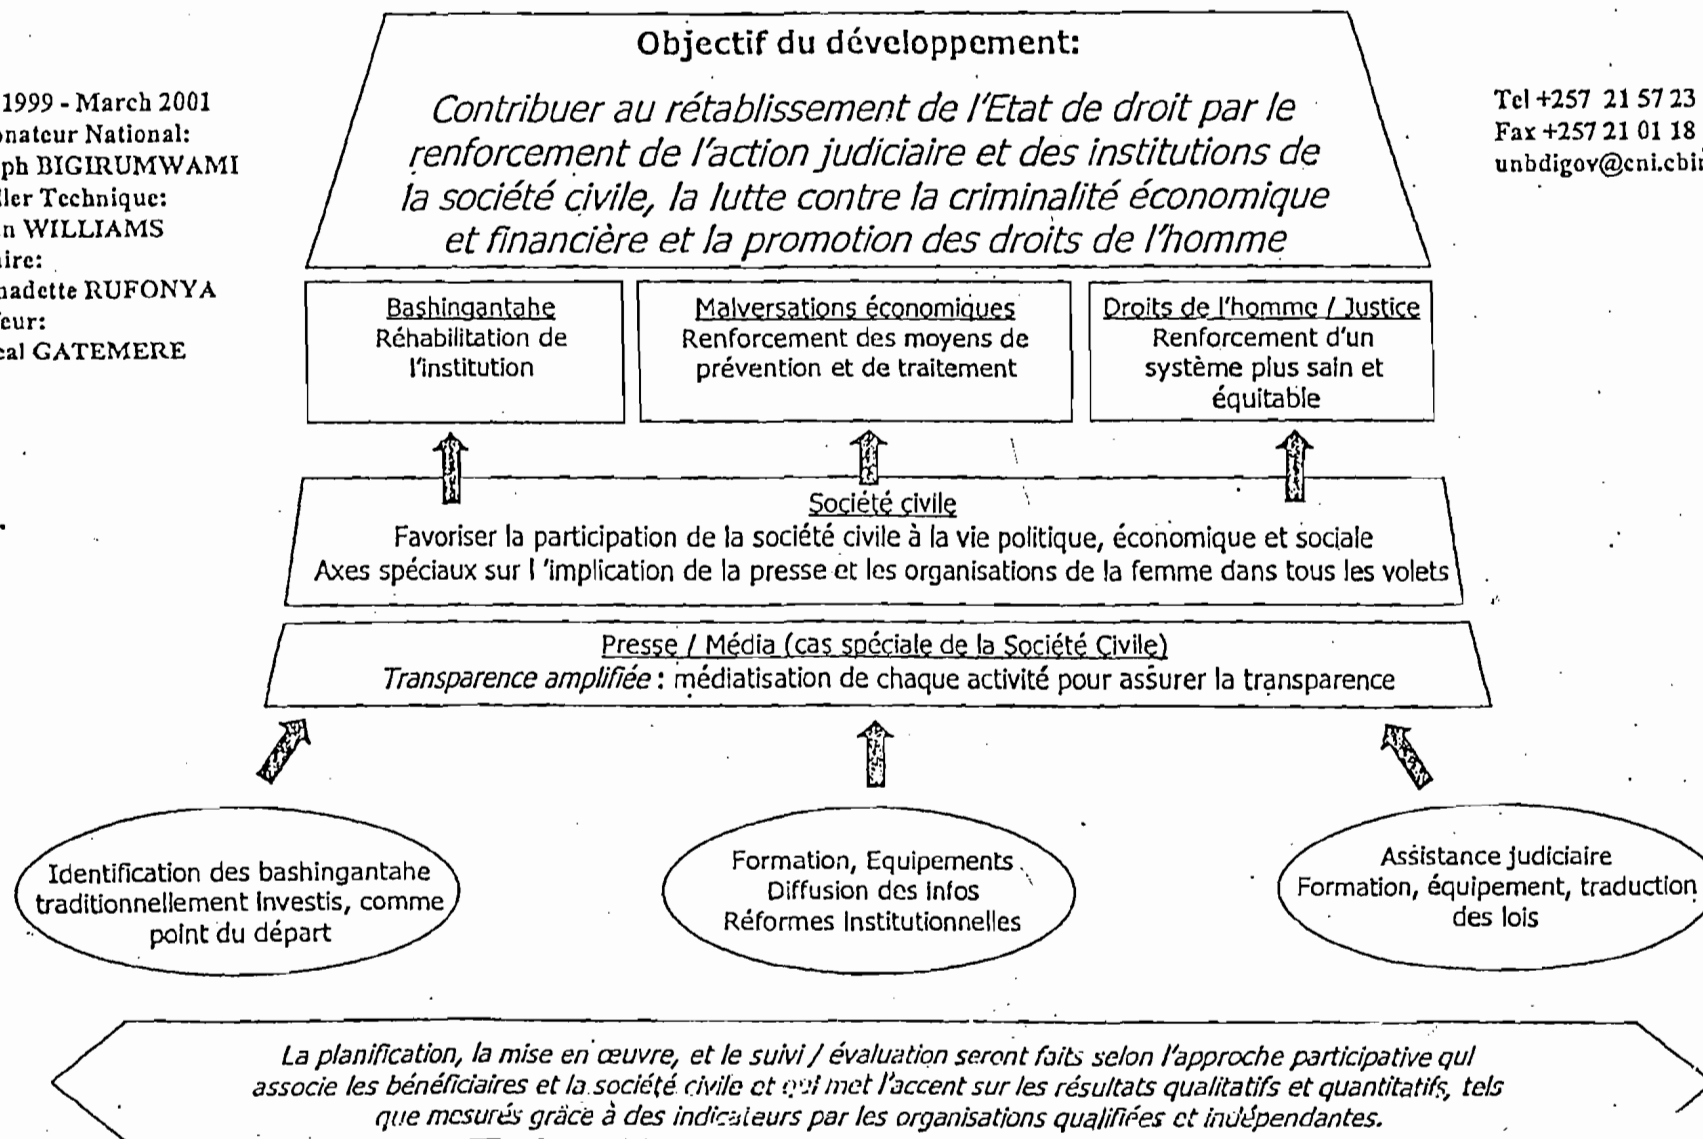 Objectif du développement:
Contribuer au rétablissement de l'Etat de droit par le
renforcement de l'action judiciaire et des institutions de
la société civile, la lutte contre la criminalité économique
et financière et la promotion des droits de l'homme
1999 - March 2001
onateur National:
ph BIGIRUMWAMI
ller Technique:
n WILLIAMS
ire:
nadette RUFONYA
eur:
cal GATEMERE
Tel +257 21 57 23
Fax +257 21 01 18
unbdigov@cni.cbi
Bashingantahe
Réhabilitation de
l'institution
Malversations économiques
Renforcement des moyens de
prévention et de traitement
Droits de l'homme / Justice
Renforcement d'un
système plus sain et
équitable
Société civile
Favoriser la participation de la société civile à la vie politique, économique et sociale
Axes spéciaux sur l 'implication de la presse et les organisations de la femme dans tous les volets
Presse / Média (cas spéciale de la Société Civile)
Transparence amplifiée : médiatisation de chaque activité pour assurer la transparence
Identification des bashingantahe
traditionnellement investis, comme
point du départ
Formation, Equipements
Diffusion des infos
Réformes Institutionnelles
Assistance judiciaire
Formation, équipement, traduction
des lois
La planification, la mise en œuvre, et le suivi / évaluation seront faits selon l'approche participative qui
associe les bénéficiaires et la société civile et qui met l'accent sur les résultats qualitatifs et quantitatifs, tels
que mesurés grâce à des indicateurs par les organisations qualifiées et indépendantes.